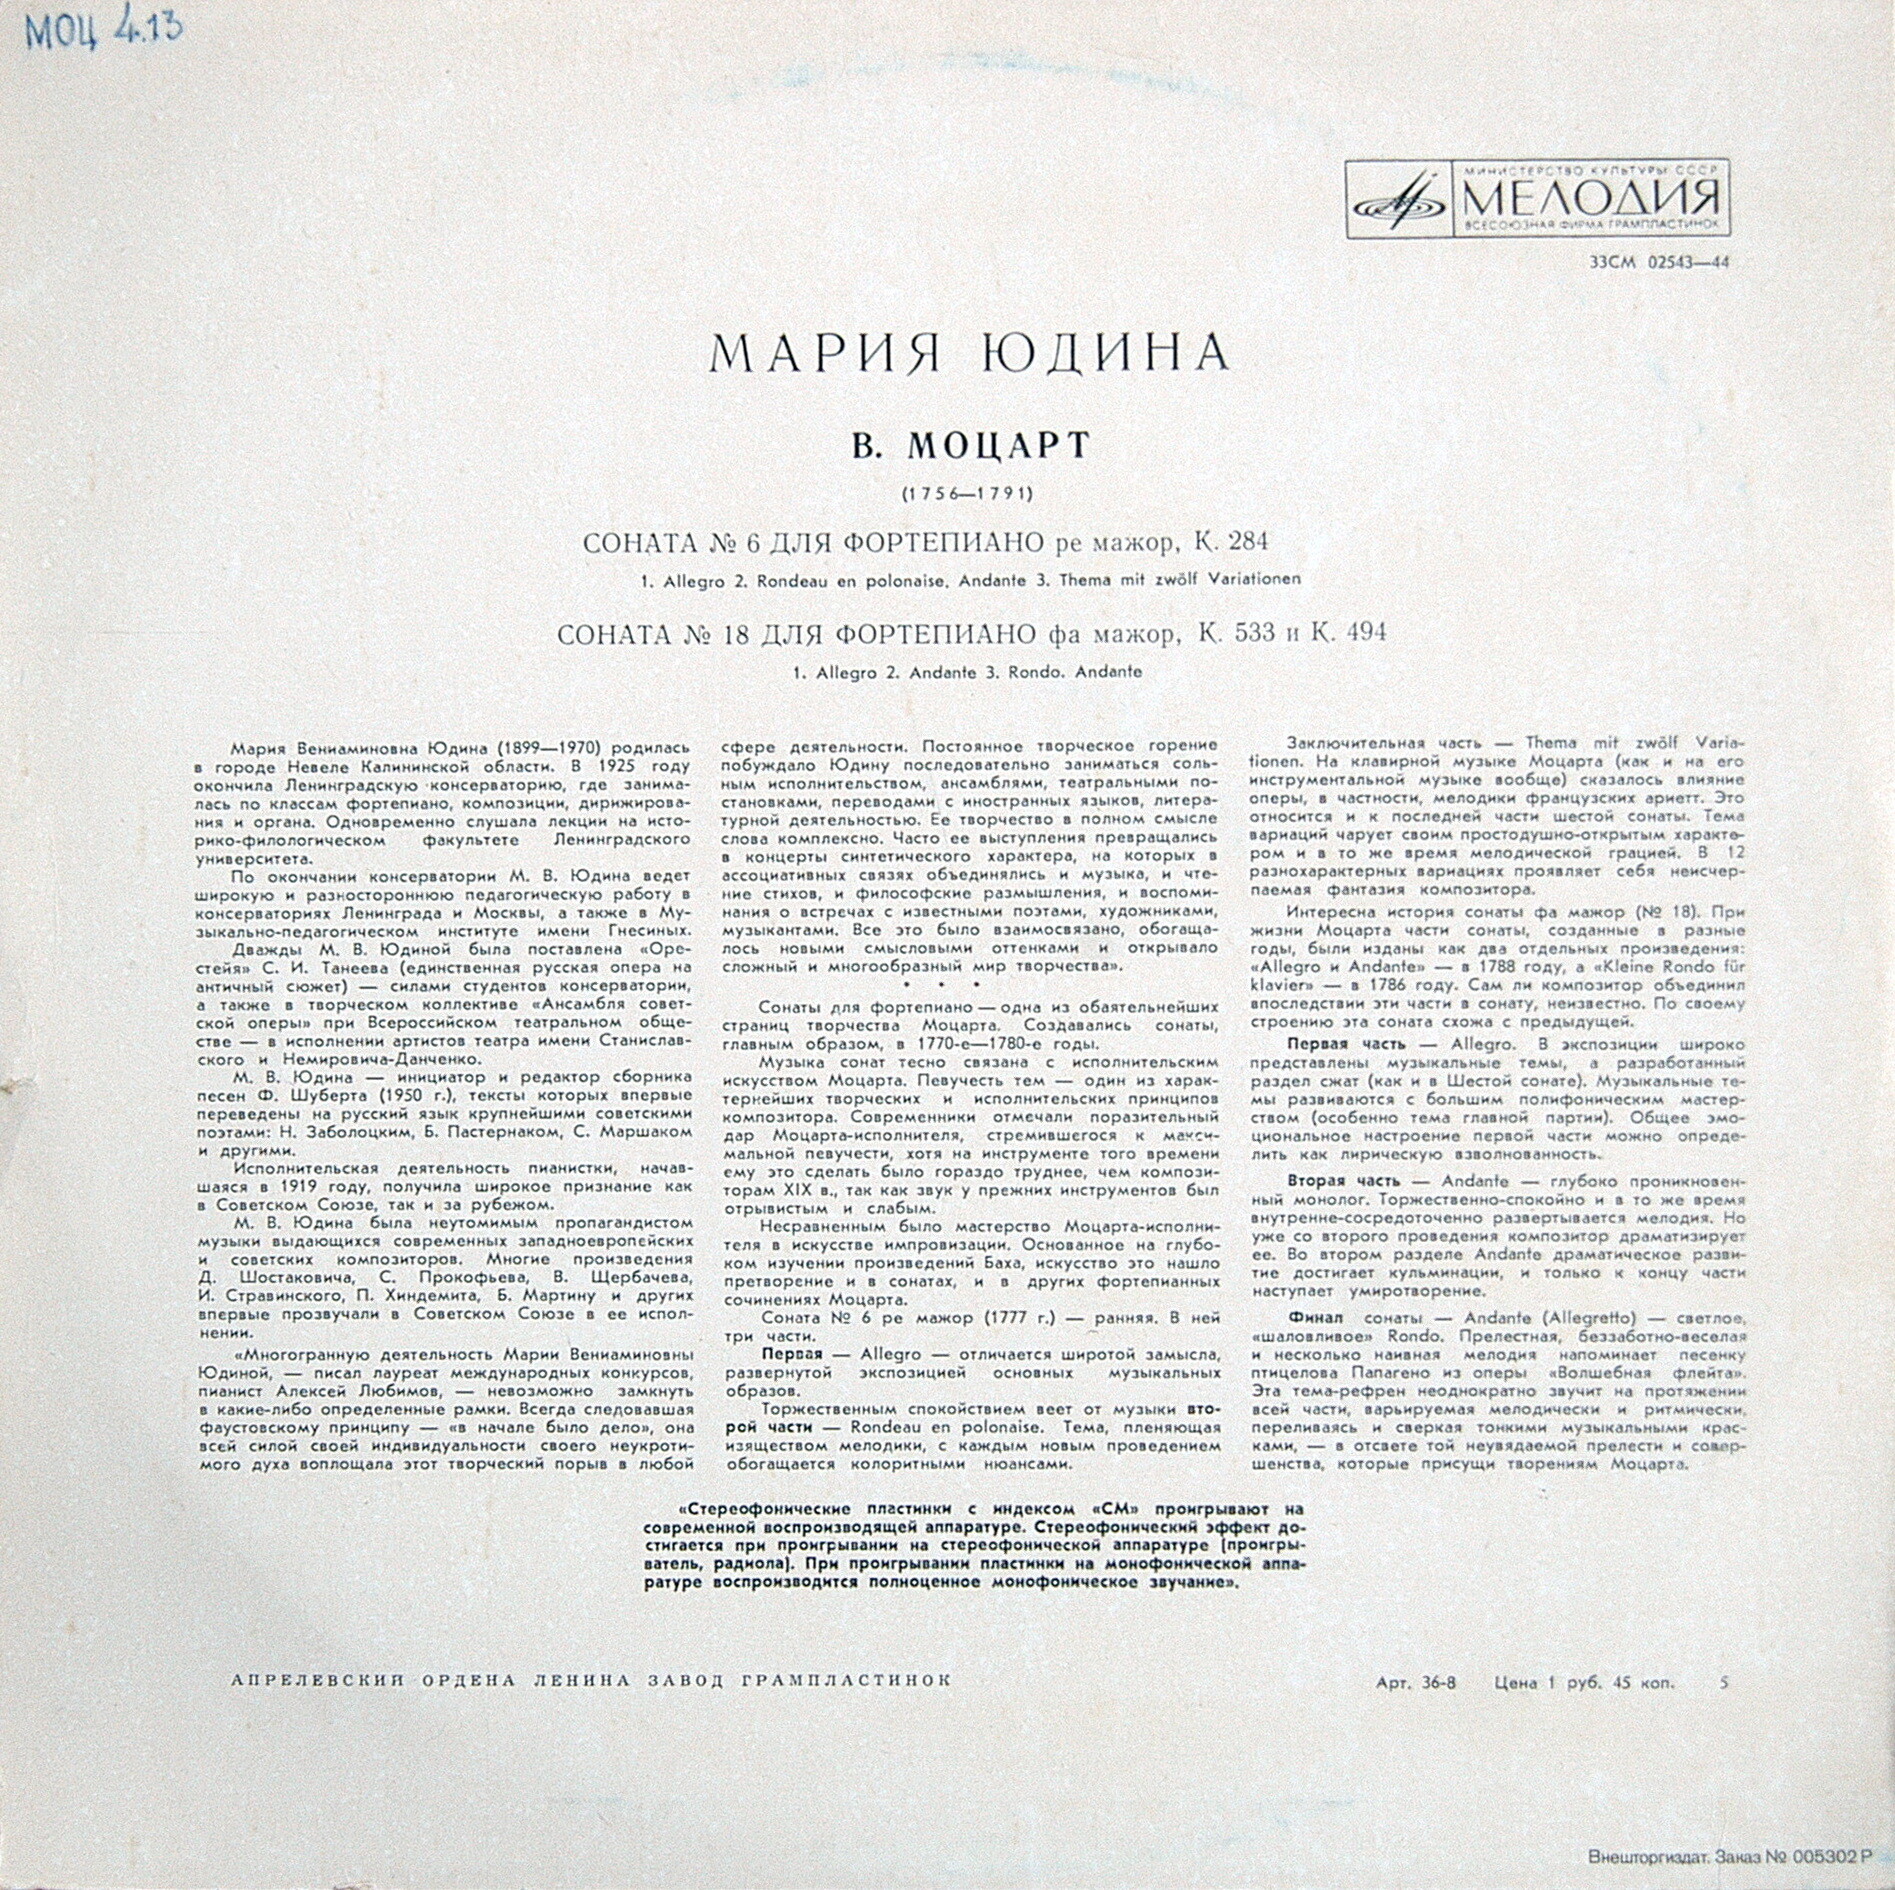 МОЦ 4.13
МИНИСТЕРСТВО КУЛЬТУРЫ СССР
МЕЛОДИЯ
ВСЕСОЮЗНАЯ ФИРМА ГРАМПЛАСТИНОК
33СМ 02543—44
МАРИЯ ЮДИНА
В. МОЦАРТ
(1756—1791)
СОНАТА № 6 ДЛЯ ФОРТЕПИАНО ре мажор, К. 284
1. Allegro 2. Rondeau en polonaise. Andante 3. Thema mit zwölf Variationen
СОНАТА № 18 ДЛЯ ФОРТЕПИАНО фа мажор, К. 533 и К. 494
1. Allegro 2. Andante 3. Rondo. Andante
Мария Вениаминовна Юдина (1899—1970) родилась
в городе Невеле Калининской области. В 1925 году
окончила Ленинградскую консерваторию, где занима-
лась по классам фортепиано, композиции, дирижирова-
ния и органа. Одновременно слушала лекции на исто-
рико-филологическом факультете Ленинградского
университета.
По окончании консерватории М. В. Юдина ведет
широкую и разностороннюю педагогическую работу в
консерваториях Ленинграда и Москвы, а также в Му-
зыкально-педагогическом институте имени Гнесиных.
Дважды М. В. Юдиной была поставлена «Оре-
стейя» С. И. Танеева (единственная русская опера на
античный сюжет) — силами студентов консерватории,
а также в творческом коллективе «Ансамбля совет-
ской оперы» при Всероссийском театральном обще-
стве — в исполнении артистов театра имени Станислав-
ского и Немировича-Данченко.
М. В. Юдина — инициатор и редактор сборника
песен Ф. Шуберта (1950 г.), тексты которых впервые
переведены на русский язык крупнейшими советскими
поэтами: Н. Заболоцким, Б. Пастернаком, С. Маршаком
и другими.
Исполнительская деятельность пианистки, начав-
шаяся в 1919 году, получила широкое признание как
в Советском Союзе, так и за рубежом.
М. В. Юдина была неутомимым пропагандистом
музыки выдающихся современных западноевропейских
и советских композиторов. Многие произведения
Д. Шостаковича, С. Прокофьева, В. Щербачева,
И. Стравинского, П. Хиндемита, Б. Мартину и других
впервые прозвучали в Советском Союзе в ее испол-
нении.
«Многогранную деятельность Марии Вениаминовны
Юдиной, — писал лауреат международных конкурсов,
пианист Алексей Любимов, — невозможно замкнуть
в какие-либо определенные рамки. Всегда следовавшая
фаустовскому принципу — «в начале было дело», она
всей силой своей индивидуальности своего неукроти-
мого духа воплощала этот творческий порыв в любой
сфере деятельности. Постоянное творческое горение
побуждало Юдину последовательно заниматься соль-
ным исполнительством, ансамблями, театральными по-
становками, переводами с иностранных языков, литера-
турной деятельностью. Ее творчество в полном смысле
слова комплексно. Часто ее выступления превращались
в концерты синтетического характера, на которых в
ассоциативных связях объединялись и музыка, и чте-
ние стихов, и философские размышления, и воспоми-
нания о встречах с известными поэтами, художниками,
музыкантами. Все это было взаимосвязано, обогаща-
лось новыми смысловыми оттенками и открывало
сложный и многообразный мир творчества».
• • •
Сонаты для фортепиано — одна из обаятельнейших
страниц творчества Моцарта. Создавались сонаты,
главным образом, в 1770-е—1780-е годы.
Музыка сонат тесно связана с исполнительским
искусством Моцарта. Певучесть тем — один из харак-
тернейших творческих и исполнительских принципов
композитора. Современники отмечали поразительный
дар Моцарта-исполнителя, стремившегося к макси-
мальной певучести, хотя на инструменте того времени
ему это сделать было гораздо труднее, чем компози-
торам XIX в., так как звук у прежних инструментов был
отрывистым и слабым.
Несравненным было мастерство Моцарта-исполни-
теля в искусстве импровизации. Основанное на глубо-
ком изучении произведений Баха, искусство это нашло
претворение и в сонатах, и в других фортепианных
сочинениях Моцарта.
Соната № 6 ре мажор (1777 г.) — ранняя. В ней
три части.
Первая — Allegro — отличается широтой замысла,
развернутой экспозицией основных музыкальных
образов.
Торжественным спокойствием веет от музыки вто-
рой части — Rondeau en polonaise. Тема, пленяющая
изяществом мелодики, с каждым новым проведением
обогащается колоритными нюансами.
Заключительная часть — Thema mit zwölf Varia-
tionen. На клавирной музыке Моцарта (как и на его
инструментальной музыке вообще) сказалось влияние
оперы, в частности, мелодики французских ариетт. Это
относится и к последней части шестой сонаты. Тема
вариаций чарует своим простодушно-открытым характе-
ром и в то же время мелодической грацией. В 12
разнохарактерных вариациях проявляет себя неисчер-
паемая фантазия композитора.
Интересна история сонаты фа мажор (№ 18). При
жизни Моцарта части сонаты, созданные в разные
годы, были изданы как два отдельных произведения:
«Allegro и Andante» — в 1788 году, а «Kleine Rondo für
klavier» — в 1786 году. Сам ли композитор объединил
впоследствии эти части в сонату, неизвестно. По своему
строению эта соната схожа с предыдущей.
Первая часть — Allegro. В экспозиции широко
представлены музыкальные темы, а разработанный
раздел сжат (как и в Шестой сонате). Музыкальные те-
мы развиваются с большим полифоническим мастер-
ством (особенно тема главной партии). Общее эмо-
циональное настроение первой части можно опреде-
лить как лирическую взволнованность.
Вторая часть — Andante — глубоко проникновен-
ный монолог. Торжественно-спокойно и в то же время
внутренне-сосредоточенно развертывается мелодия. Но
уже со второго проведения композитор драматизирует
ее. Во втором разделе Andante драматическое разви-
тие достигает кульминации, и только к концу части
наступает умиротворение.
Финал сонаты — Andante (Allegretto) — светлое,
«шаловливое» Rondo. Прелестная, беззаботно-веселая
и несколько наивная мелодия напоминает песенку
птицелова Папагено из оперы «Волшебная флейта».
Эта тема-рефрен неоднократно звучит на протяжении
всей части, варьируемая мелодически и ритмически,
переливаясь и сверкая тонкими музыкальными крас-
ками, — в отсвете той неувядаемой прелести и совер-
шенства, которые присущи творениям Моцарта.
«Стереофонические пластинки с индексом «СМ» проигрывают на
современной воспроизводящей аппаратуре. Стереофонический эффект до-
стигается при проигрывании на стереофонической аппаратуре (проигры-
ватель, радиола). При проигрывании пластинки на монофонической аппа-
ратуре воспроизводится полноценное монофоническое звучание».
АПРЕЛЕВСКИЙ ОРДЕНА ЛЕНИНА ЗАВОД ГРАМПЛАСТИНОК
Арт. 36-8 Цена 1 руб. 45 коп. 5
Внешторгиздат. Заказ № 005302 Р